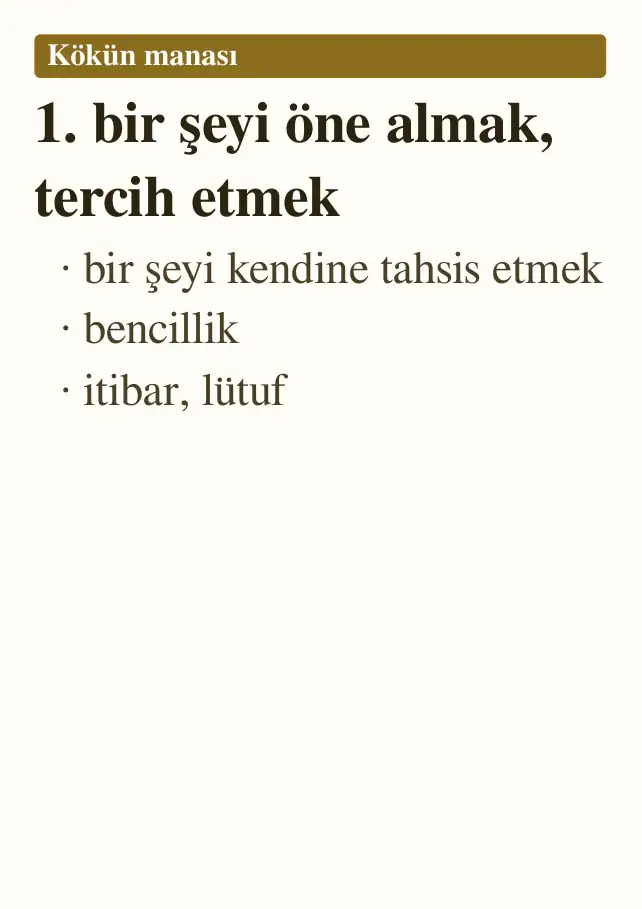 Kökün manası
1. bir şeyi öne almak,
tercih etmek
· bir şeyi kendine tahsis etmek
· bencillik
· itibar, lütuf